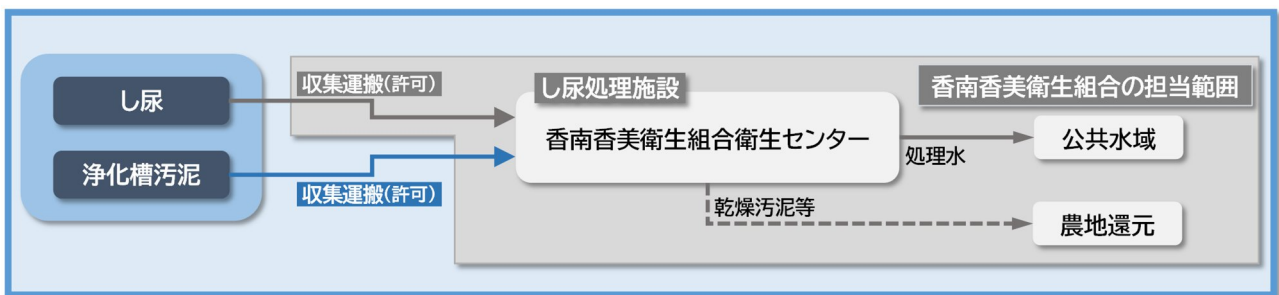 し尿
浄化槽汚泥
収集運搬(許可)
収集運搬(許可)
し尿処理施設
香南香美衛生組合衛生センター
香南香美衛生組合の担当範囲
処理水
公共水域
乾燥汚泥等
農地還元